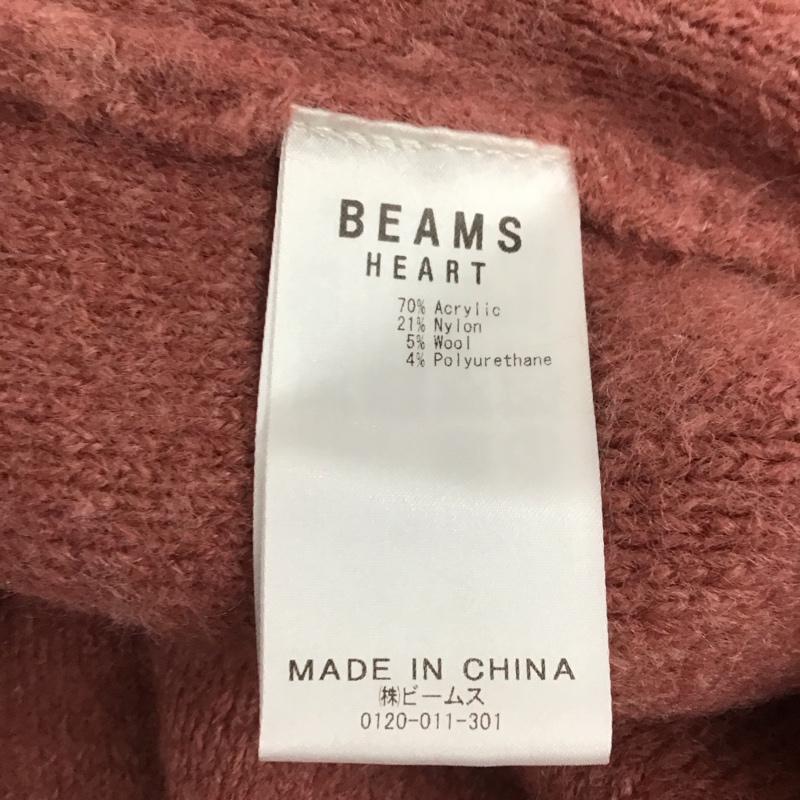 BEAMS
HEART
70% Acrylic
21% Nylon
5% Wool
4% Polyurethane
MADE IN CHINA
㈱ビームス
0120-011-301